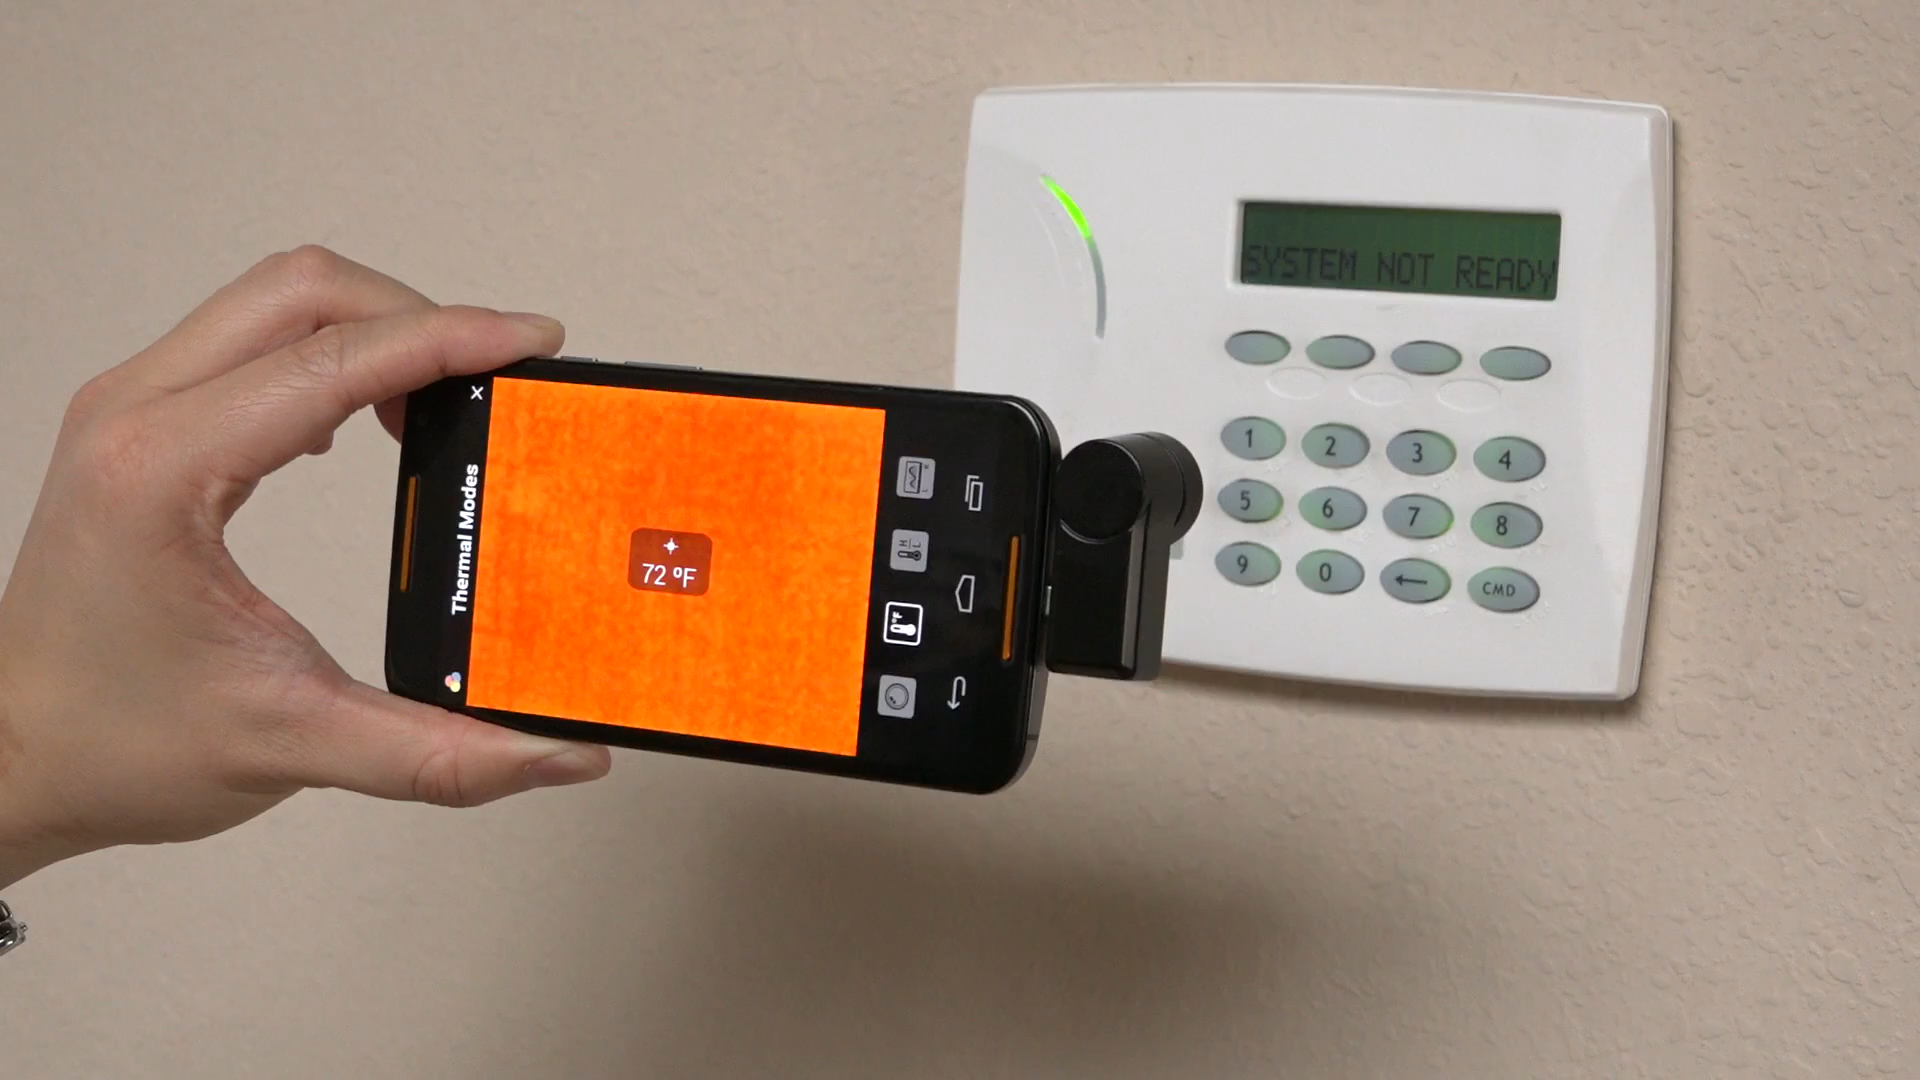 Thermal Modes
72 ºF
SYSTEM NOT READY
1 2 3 4
5 6 7 8
9 0 ← CMD